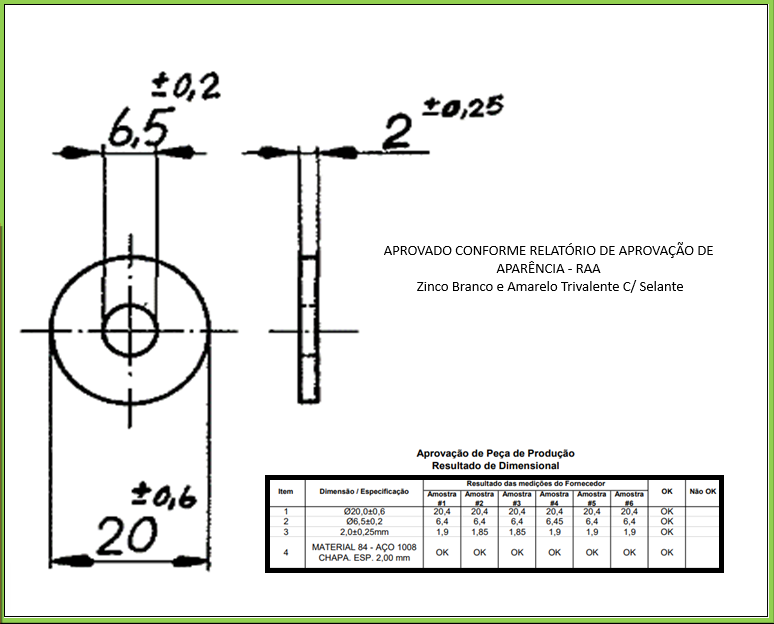 ±0,2
6,5
2 ±0,25
APROVADO CONFORME RELATÓRIO DE APROVAÇÃO DE
APARÊNCIA - RAA
Zinco Branco e Amarelo Trivalente C/ Selante
±0,6
20
Aprovação de Peça de Produção
Resultado de Dimensional
Item Dimensão / Especificação Resultado das medições do Fornecedor OK Não OK
Amostra #1 Amostra #2 Amostra #3 Amostra #4 Amostra #5 Amostra #6
1 Ø20,0±0,6 20,4 20,4 20,4 20,4 20,4 20,4 OK
2 Ø6,5±0,2 6,4 6,4 6,4 6,45 6,4 6,4 OK
3 2,0±0,25mm 1,9 1,85 1,85 1,9 1,9 1,9 OK
4 MATERIAL 84 - AÇO 1008 OK OK OK OK OK OK OK
CHAPA. ESP. 2,00 mm